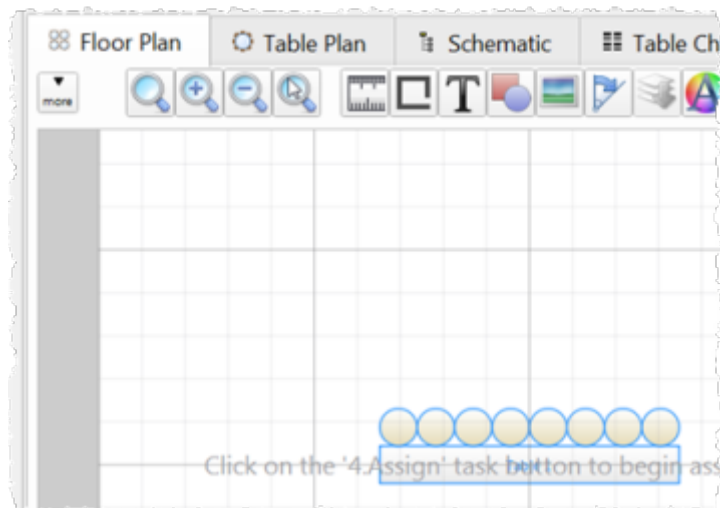 Floor Plan
Table Plan
Schematic
Table Ch
more
T
A
Click on the '4.Assign' task button to begin ass